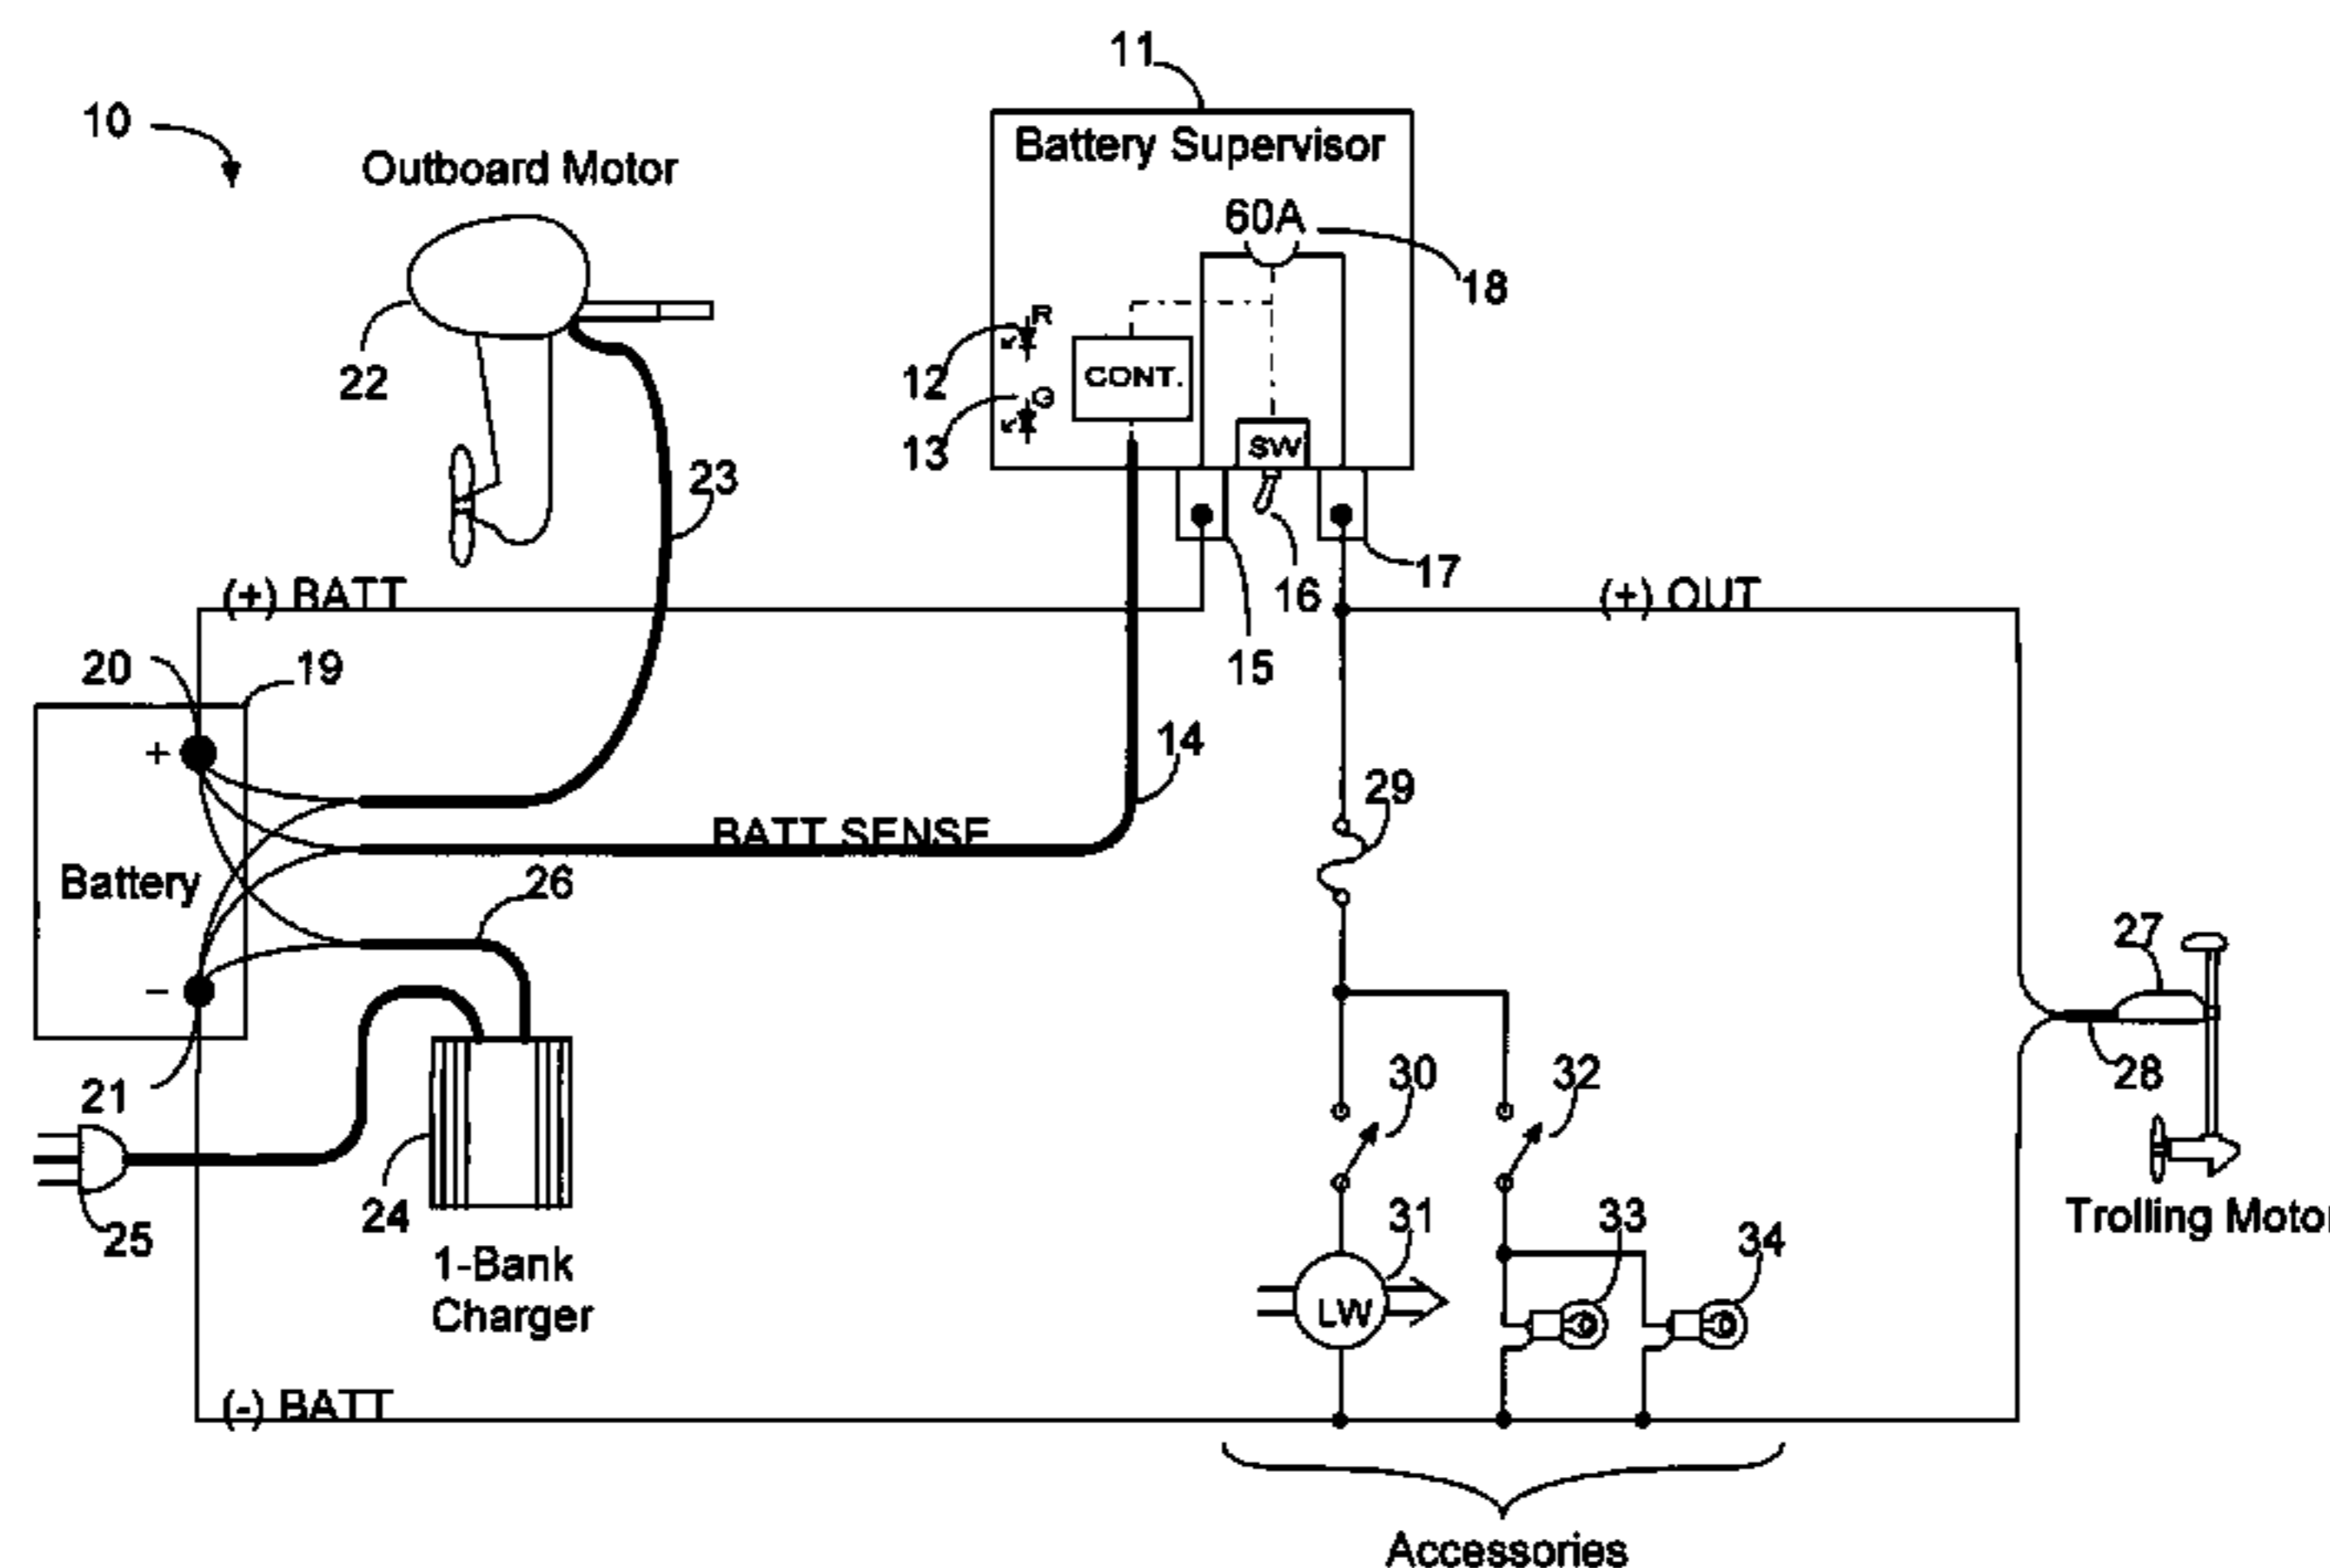 11
10
Battery Supervisor
Outboard Motor
60A
18
R
12
CONT.
22
G
13
SW
23
17
16
(+) BATT
(+) OUT
20
19
15
14
29
+
BATT SENSE
Battery
26
27
−
30
32
28
21
31
33
34
24
25
Trolling Motor
1-Bank
Charger
LW
(-) BATT
Accessories